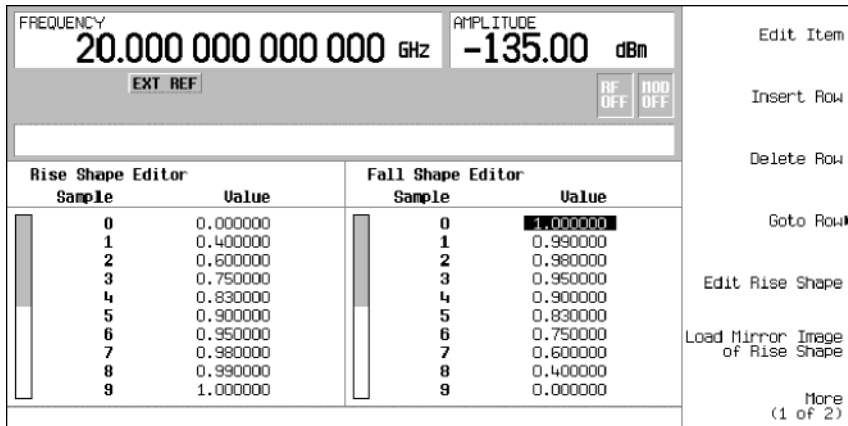 FREQUENCY
20.000 000 000 000 GHz
AMPLITUDE
-135.00 dBm
EXT REF
RF OFF
MOD OFF
Rise Shape Editor
Sample Value
0 0.000000
1 0.400000
2 0.600000
3 0.750000
4 0.830000
5 0.900000
6 0.950000
7 0.980000
8 0.990000
9 1.000000
Fall Shape Editor
Sample Value
0 1.000000
1 0.990000
2 0.980000
3 0.950000
4 0.900000
5 0.830000
6 0.750000
7 0.600000
8 0.400000
9 0.000000
Edit Item
Insert Row
Delete Row
Goto Row
Edit Rise Shape
Load Mirror Image
of Rise Shape
More
(1 of 2)